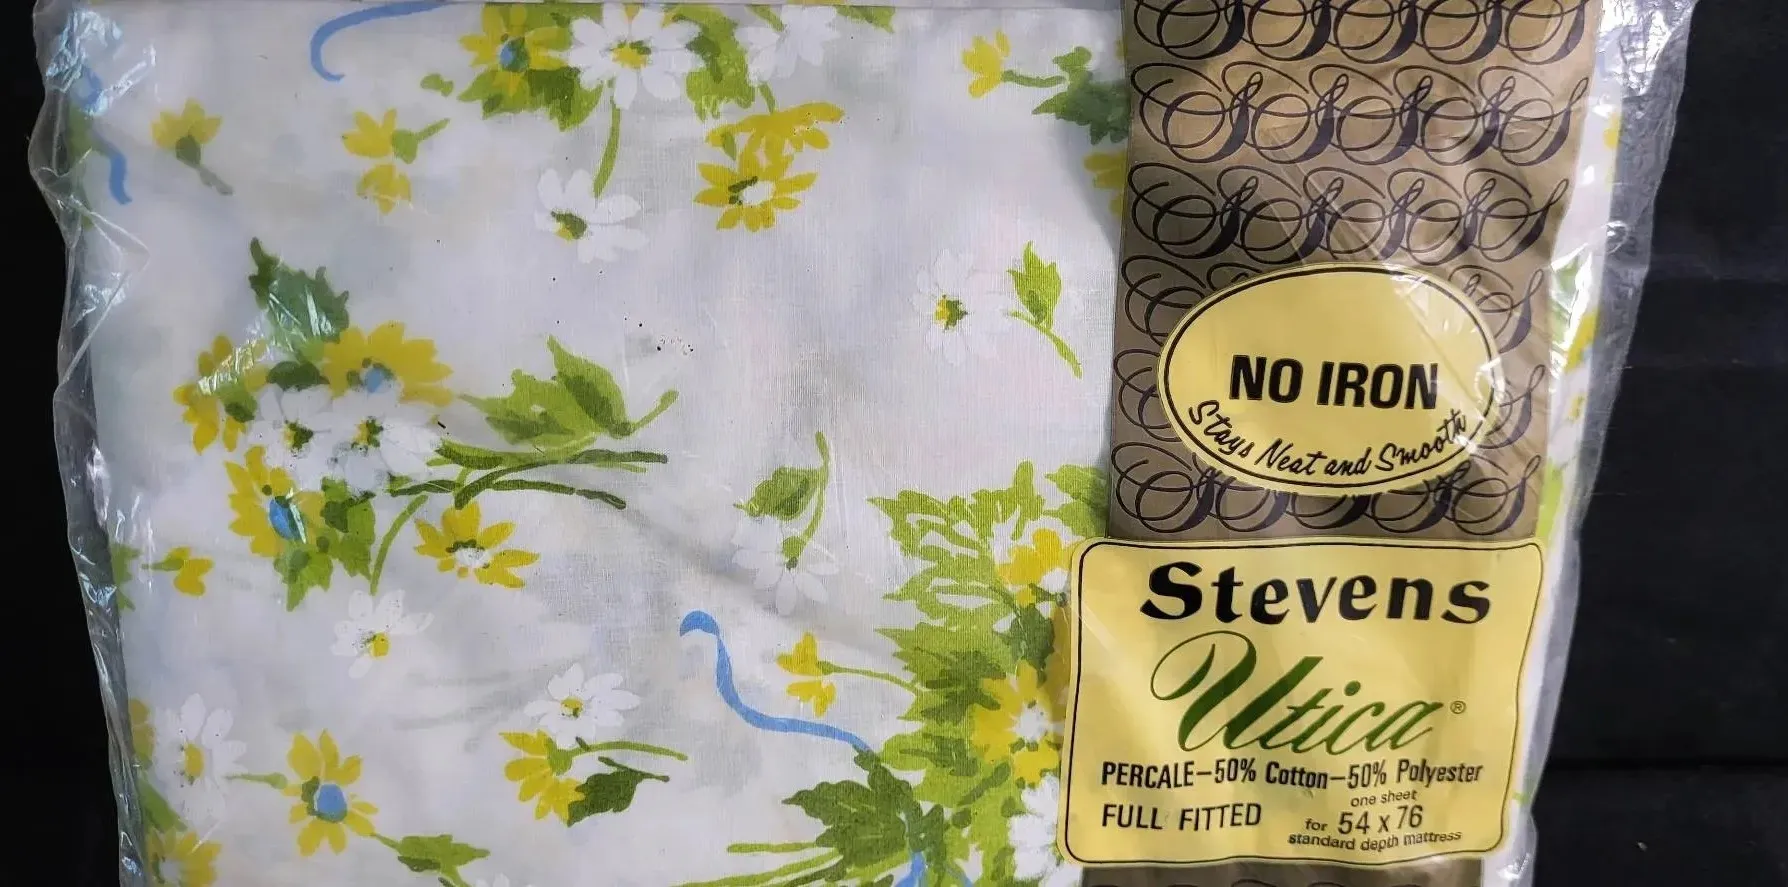 NO IRON
Stays Neat and Smooth
Stevens
Utica®
PERCALE-50% Cotton-50% Polyester
FULL FITTED
one sheet
for 54 x 76
standard depth mattress